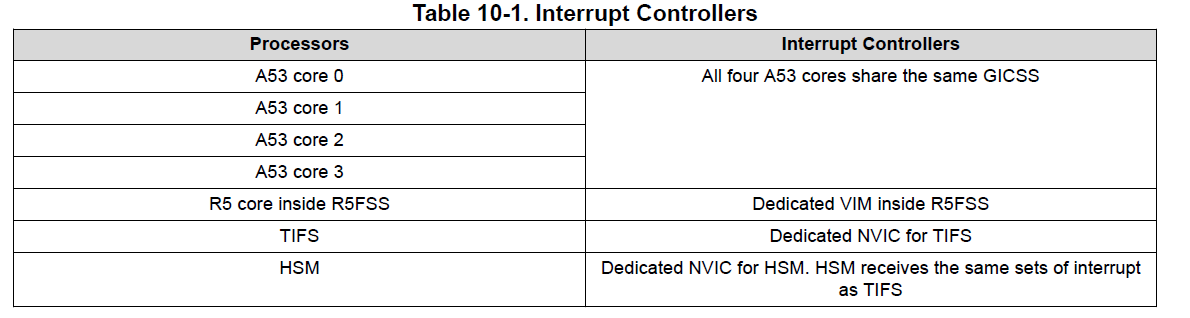 Table 10-1. Interrupt Controllers
Processors
Interrupt Controllers
A53 core 0
All four A53 cores share the same GICSS
A53 core 1
A53 core 2
A53 core 3
R5 core inside R5FSS
Dedicated VIM inside R5FSS
TIFS
Dedicated NVIC for TIFS
HSM
Dedicated NVIC for HSM. HSM receives the same sets of interrupt
as TIFS